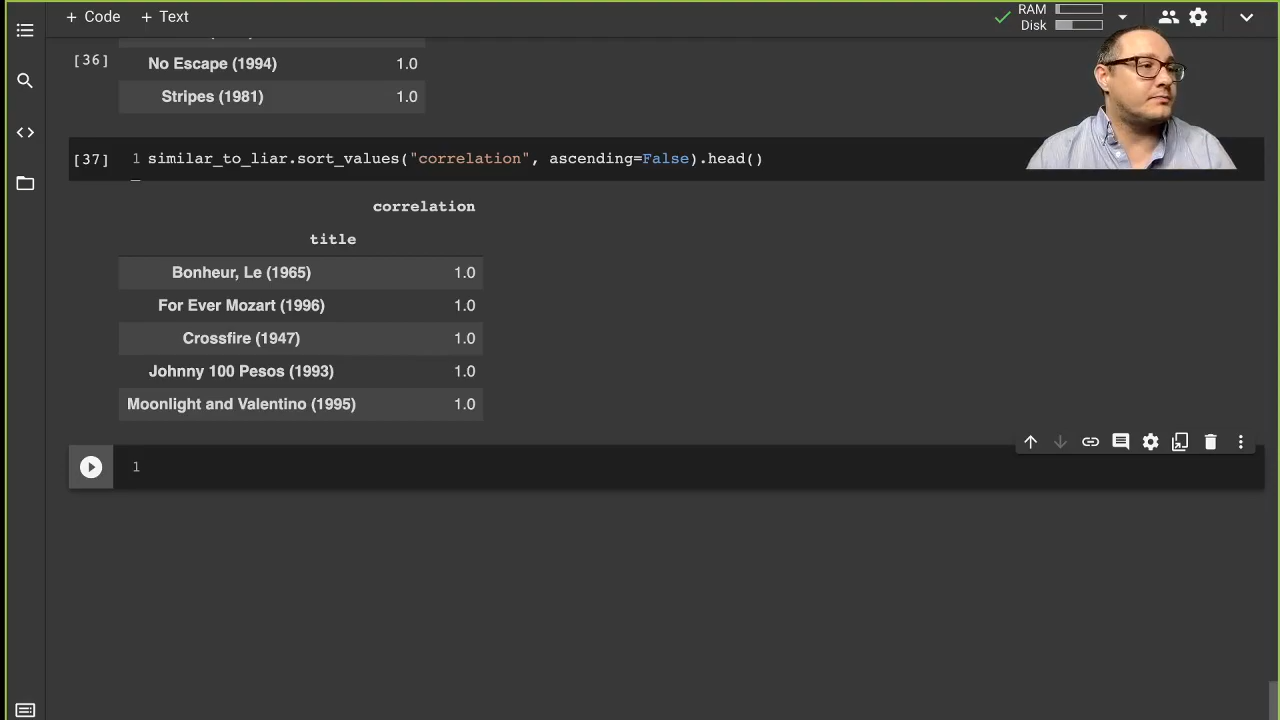 + Code + Text
RAM
Disk
[36]
No Escape (1994) 1.0
Stripes (1981) 1.0
[37] 1 similar_to_liar.sort_values("correlation", ascending=False).head()
correlation
title
Bonheur, Le (1965) 1.0
For Ever Mozart (1996) 1.0
Crossfire (1947) 1.0
Johnny 100 Pesos (1993) 1.0
Moonlight and Valentino (1995) 1.0
1